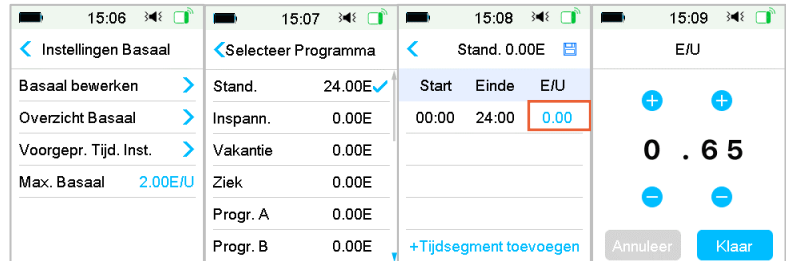 15:06
Instellingen Basaal
Basaal bewerken
Overzicht Basaal
Voorgepr. Tijd. Inst.
Max. Basaal 2.00E/U
15:07
Selecteer Programma
Stand. 24.00E
Inspann. 0.00E
Vakantie 0.00E
Ziek 0.00E
Progr. A 0.00E
Progr. B 0.00E
15:08
Stand. 0.00E
Start Einde E/U
00:00 24:00 0.00
+Tijdsegment toevoegen
15:09
E/U
0.65
Annuleer Klaar